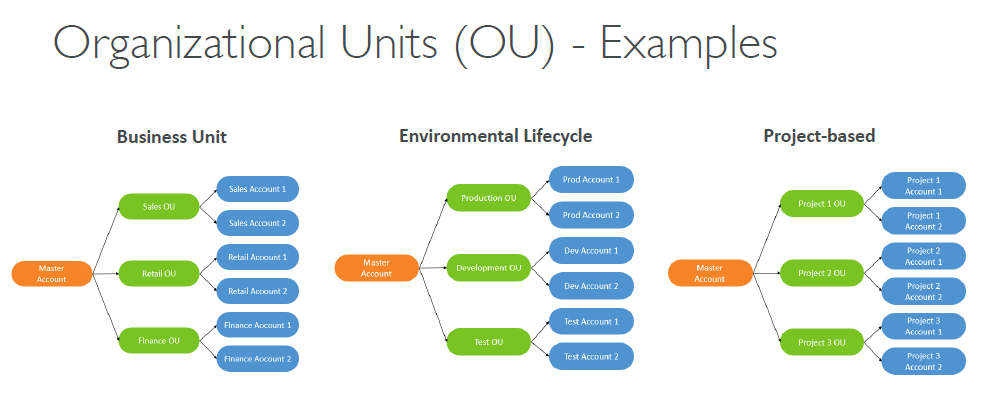 Organizational Units (OU) - Examples
Business Unit
Master
Account
Sales OU
Sales Account 1
Sales Account 2
Retail OU
Retail Account 1
Retail Account 2
Finance OU
Finance Account 1
Finance Account 2
Environmental Lifecycle
Master
Account
Production OU
Prod Account 1
Prod Account 2
Development OU
Dev Account 1
Dev Account 2
Test OU
Test Account 1
Test Account 2
Project-based
Master
Account
Project 1 OU
Project 1
Account 1
Project 1
Account 2
Project 2 OU
Project 2
Account 1
Project 2
Account 2
Project 3 OU
Project 3
Account 1
Project 3
Account 2